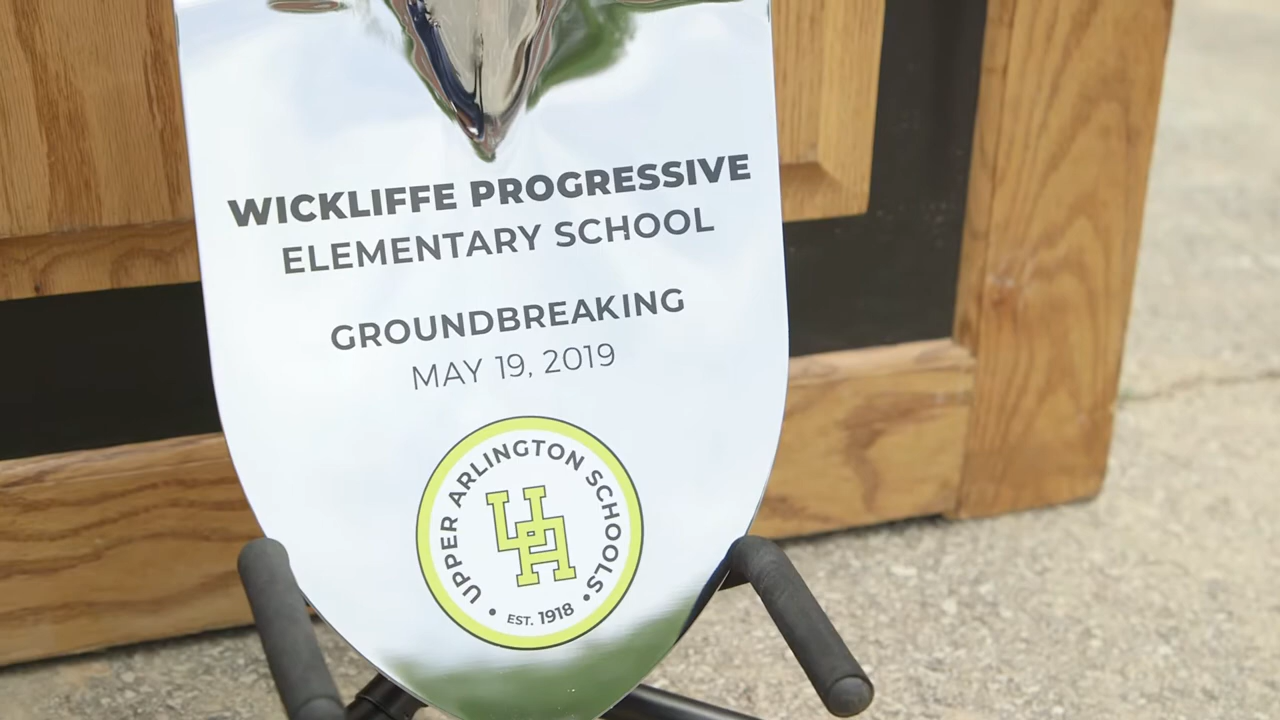 WICKLIFFE PROGRESSIVE
ELEMENTARY SCHOOL
GROUNDBREAKING
MAY 19, 2019
UPPER ARLINGTON SCHOOLS
UA
• EST. 1918 •